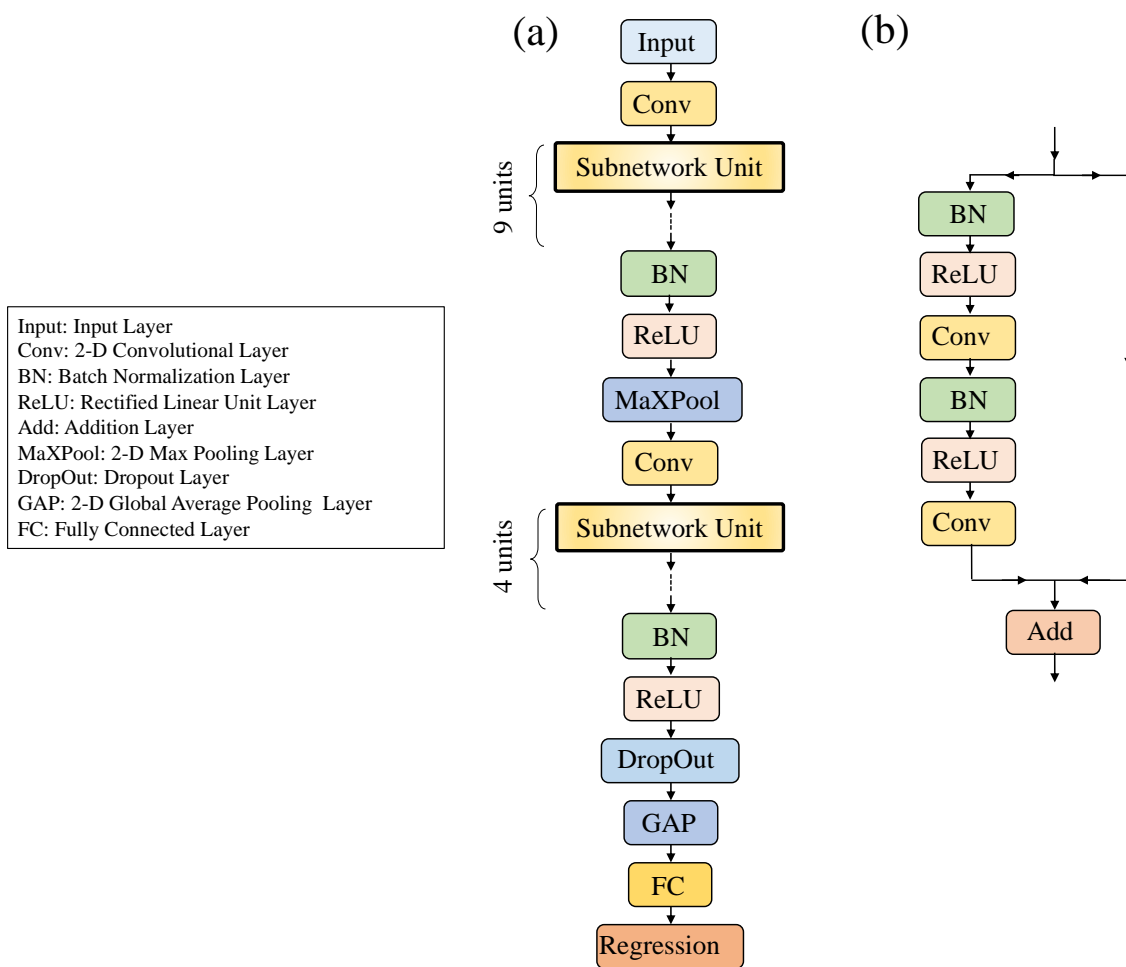 (a)
Input
Conv
Subnetwork Unit
9 units
BN
ReLU
MaXPool
Conv
Subnetwork Unit
4 units
BN
ReLU
DropOut
GAP
FC
Regression
(b)
BN
ReLU
Conv
BN
ReLU
Conv
Add
Input: Input Layer
Conv: 2-D Convolutional Layer
BN: Batch Normalization Layer
ReLU: Rectified Linear Unit Layer
Add: Addition Layer
MaXPool: 2-D Max Pooling Layer
DropOut: Dropout Layer
GAP: 2-D Global Average Pooling Layer
FC: Fully Connected Layer